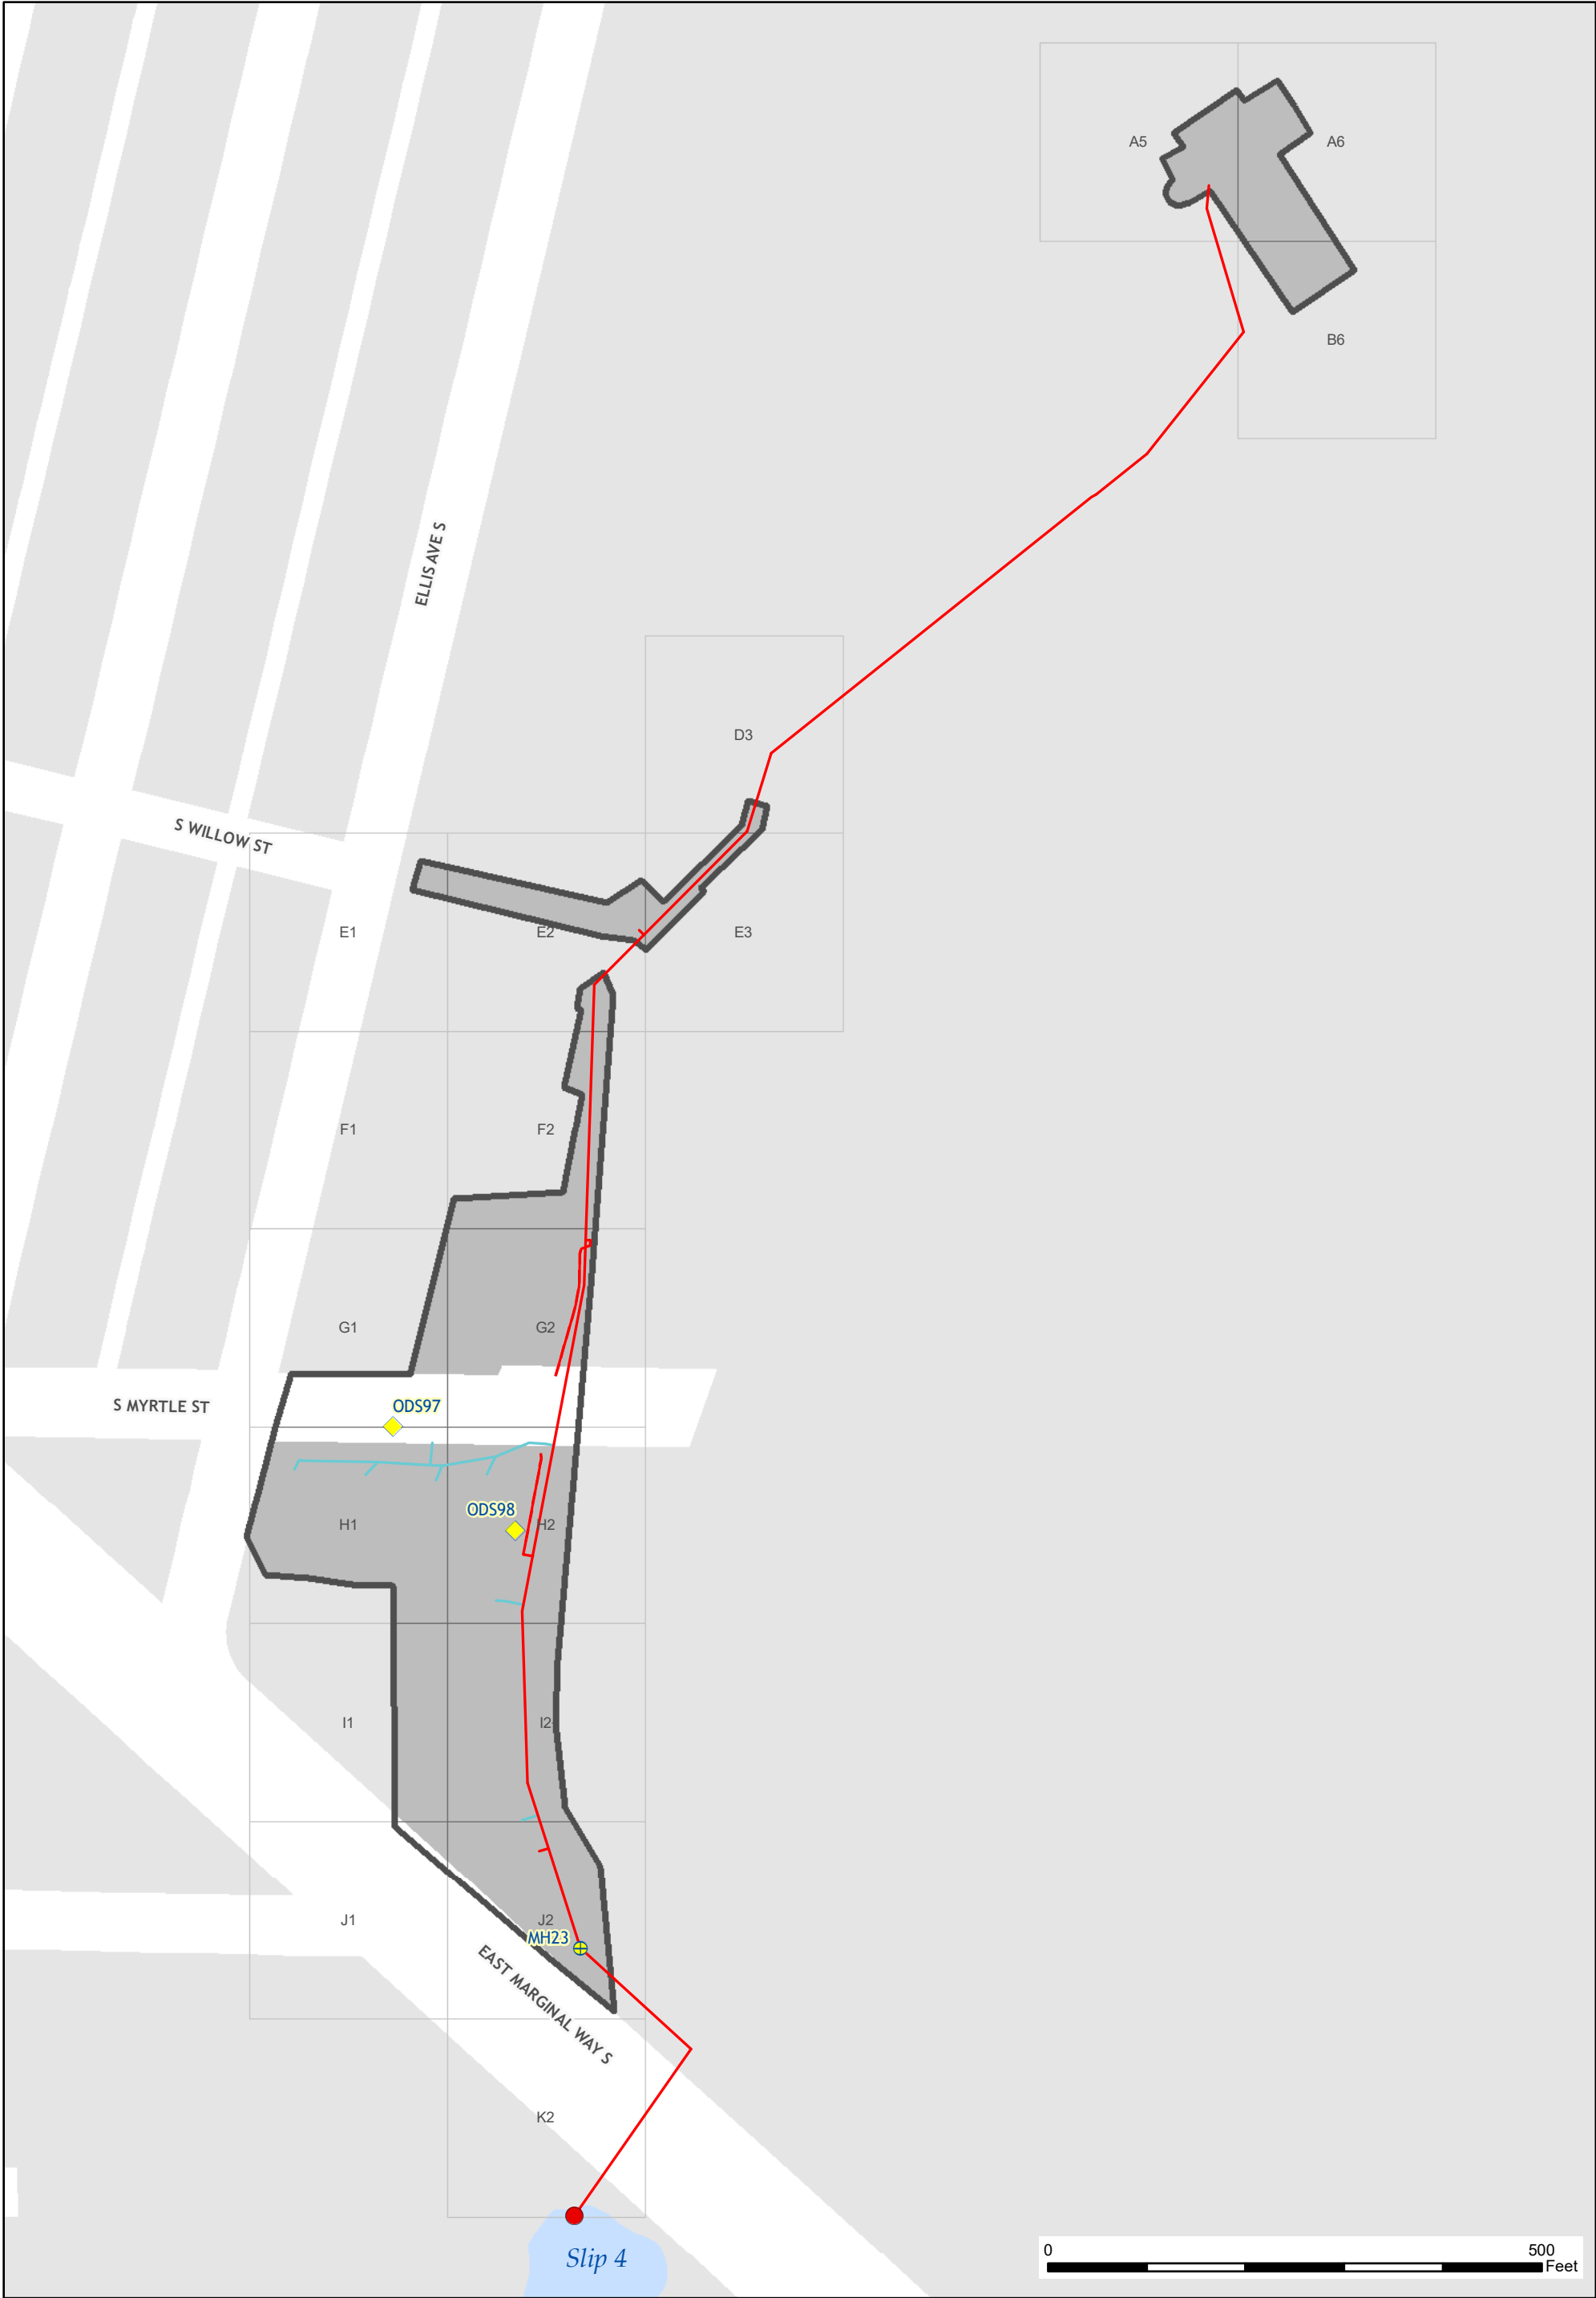 A5
A6
B6
ELLIS AVE S
D3
S WILLOW ST
E1
E2
E3
F1
F2
G1
G2
S MYRTLE ST
ODS97
ODS98
H1
H2
I1
I2
J1
J2
MH23
EAST MARGINAL WAY S
K2
Slip 4
0
500
Feet